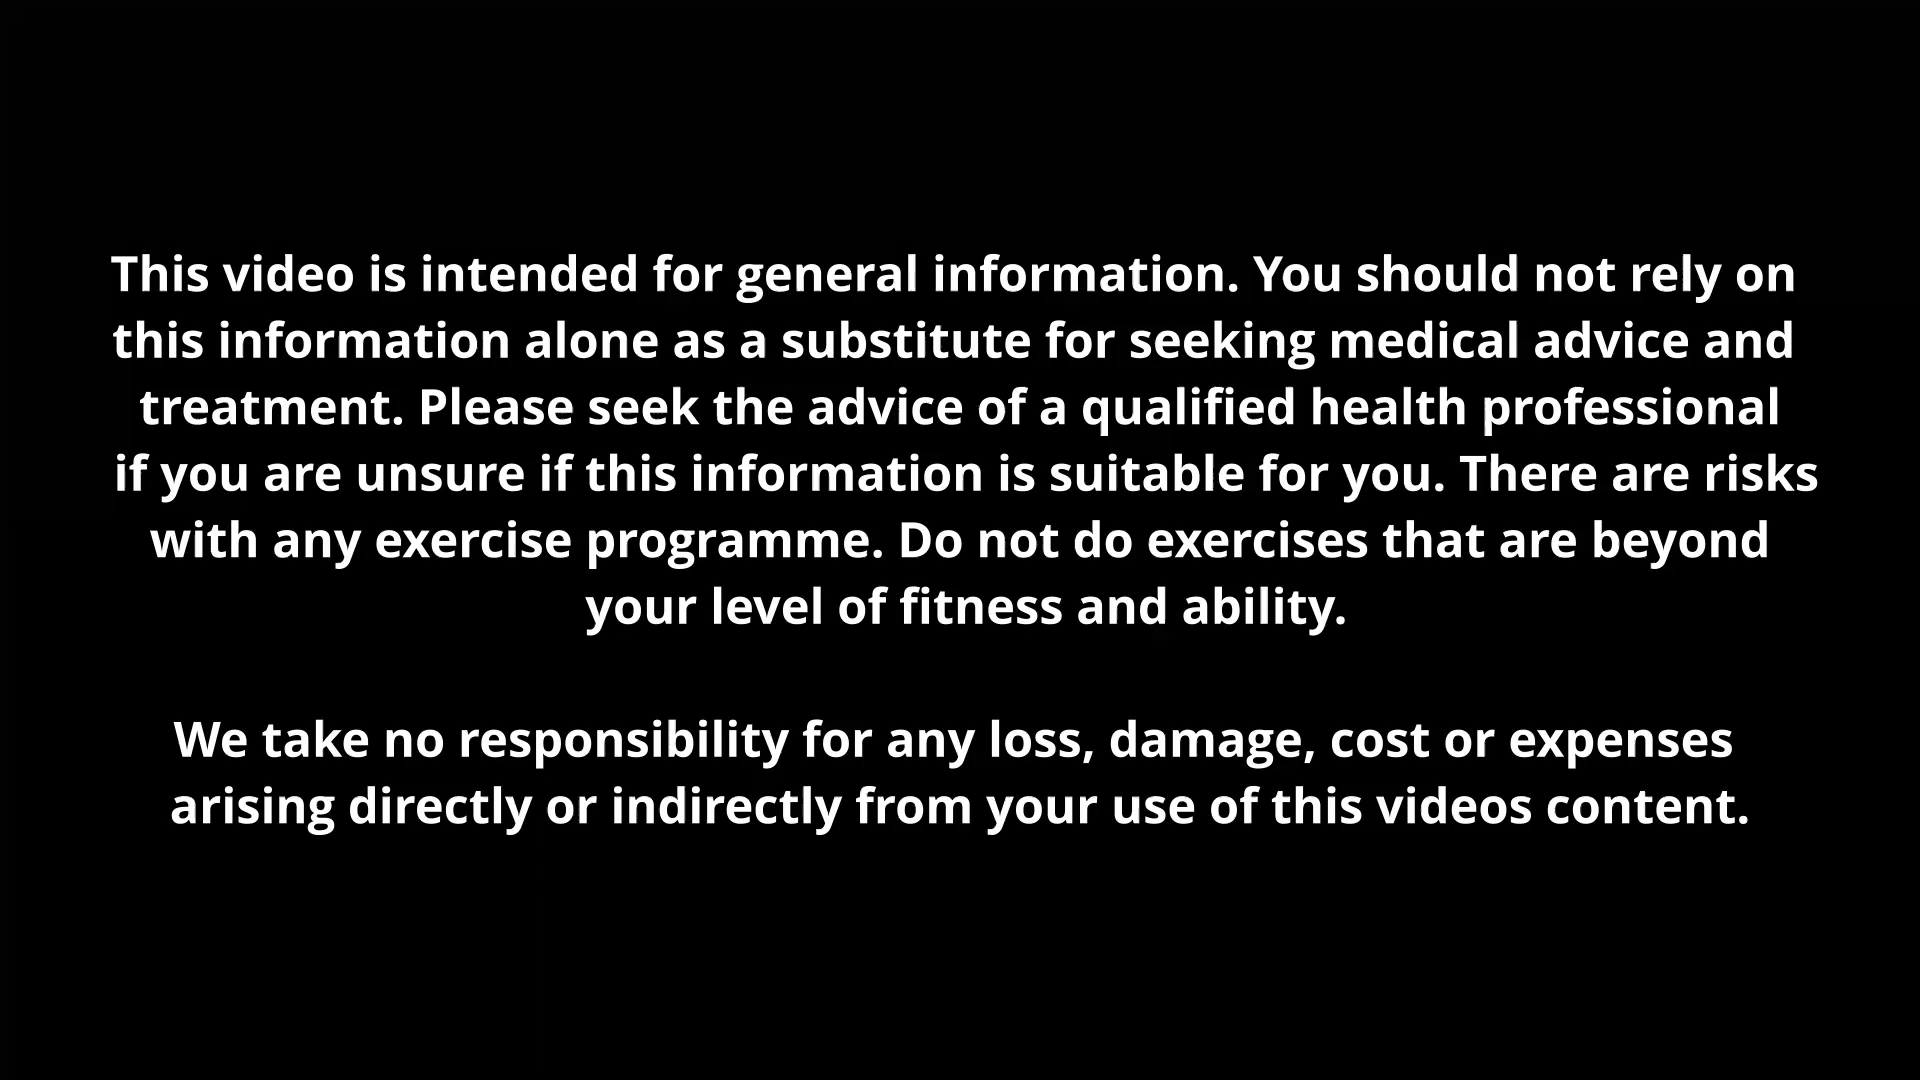 This video is intended for general information. You should not rely on
this information alone as a substitute for seeking medical advice and
treatment. Please seek the advice of a qualified health professional
if you are unsure if this information is suitable for you. There are risks
with any exercise programme. Do not do exercises that are beyond
your level of fitness and ability.
We take no responsibility for any loss, damage, cost or expenses
arising directly or indirectly from your use of this videos content.